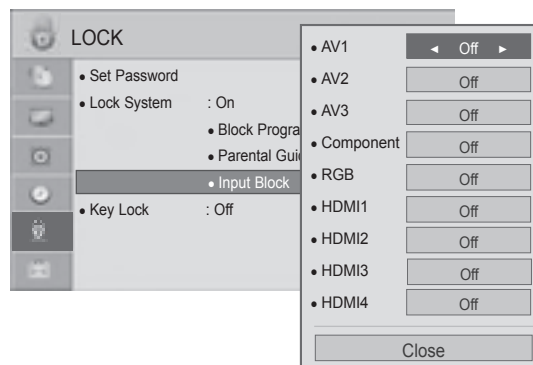 LOCK
• Set Password
• Lock System : On
• Block Progra
• Parental Gui
• Input Block
• Key Lock : Off
• AV1 ◄ Off ►
• AV2 Off
• AV3 Off
• Component Off
• RGB Off
• HDMI1 Off
• HDMI2 Off
• HDMI3 Off
• HDMI4 Off
Close